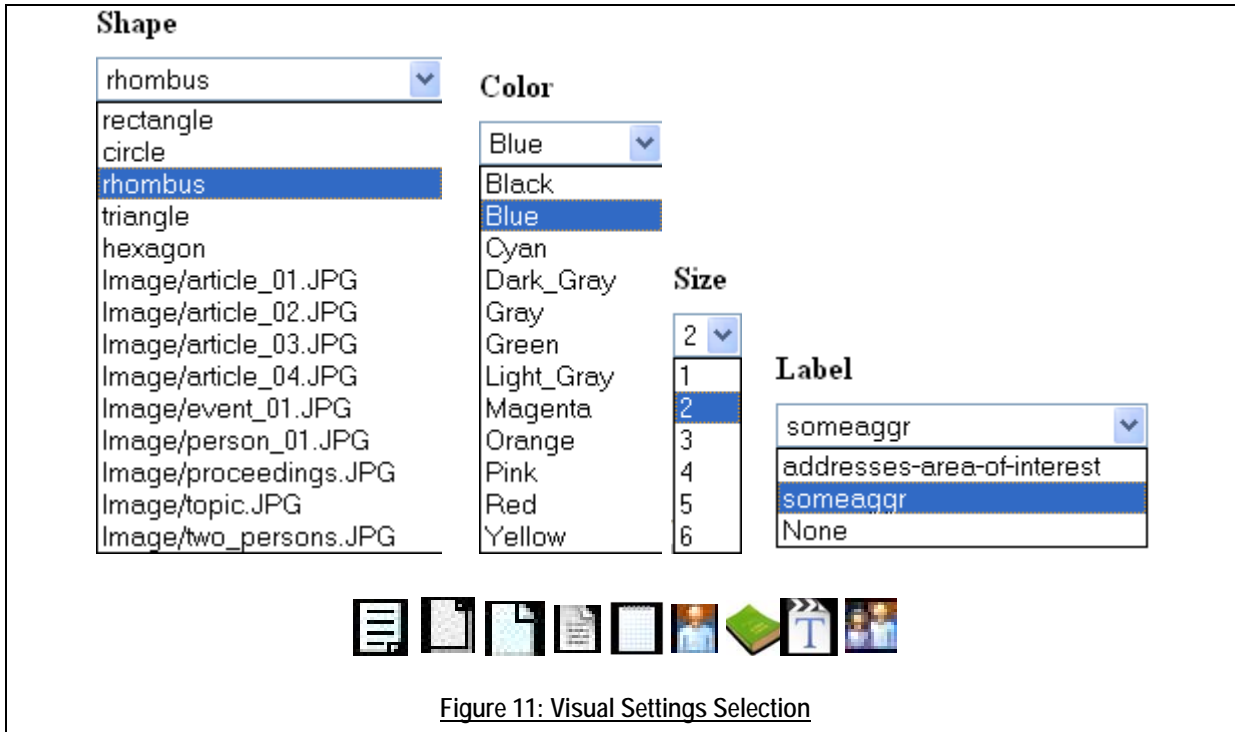 Shape
rhombus
rectangle
circle
rhombus
triangle
hexagon
Image/article_01.JPG
Image/article_02.JPG
Image/article_03.JPG
Image/article_04.JPG
Image/event_01.JPG
Image/person_01.JPG
Image/proceedings.JPG
Image/topic.JPG
Image/two_persons.JPG
Color
Blue
Black
Blue
Cyan
Dark_Gray
Gray
Green
Light_Gray
Magenta
Orange
Pink
Red
Yellow
Size
2
1
2
3
4
5
6
Label
someaggr
addresses-area-of-interest
someaggr
None
T
Figure 11: Visual Settings Selection